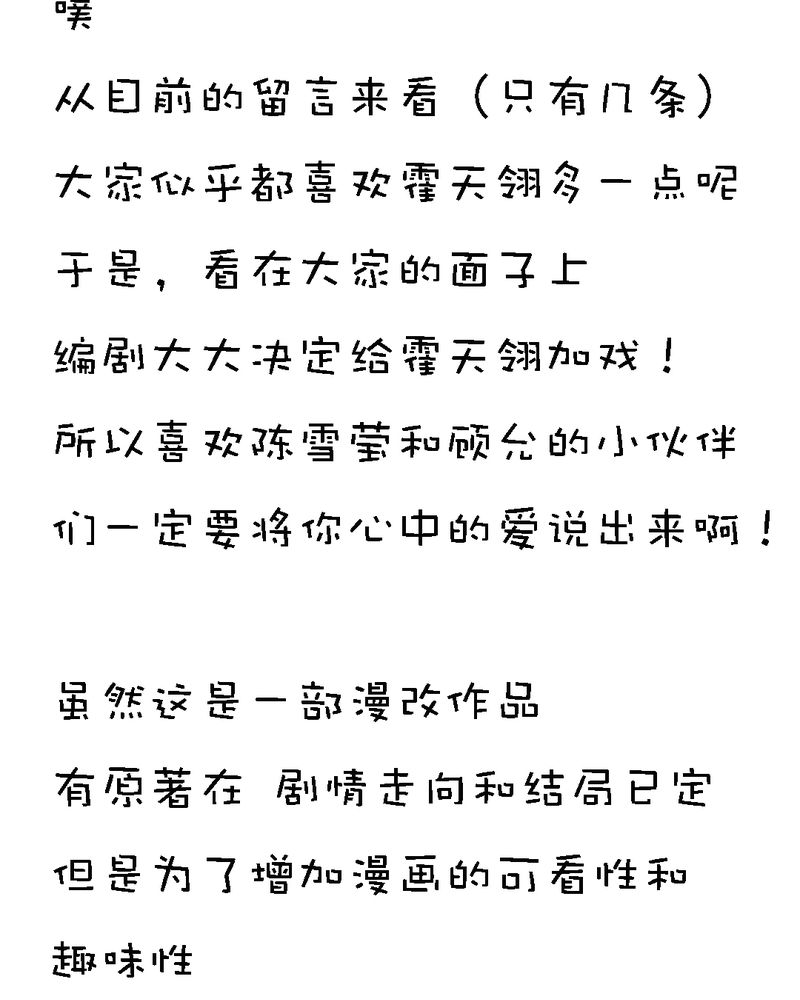 噗
从目前的留言来看（只有几条）
大家似乎都喜欢霍天翎多一点呢
于是，看在大家的面子上
编剧大大决定给霍天翎加戏！
所以喜欢陈雪莹和顾允的小伙伴
们一定要将你心中的爱说出来啊！
虽然这是一部漫改作品
有原著在 剧情走向和结局已定
但是为了增加漫画的可看性和
趣味性